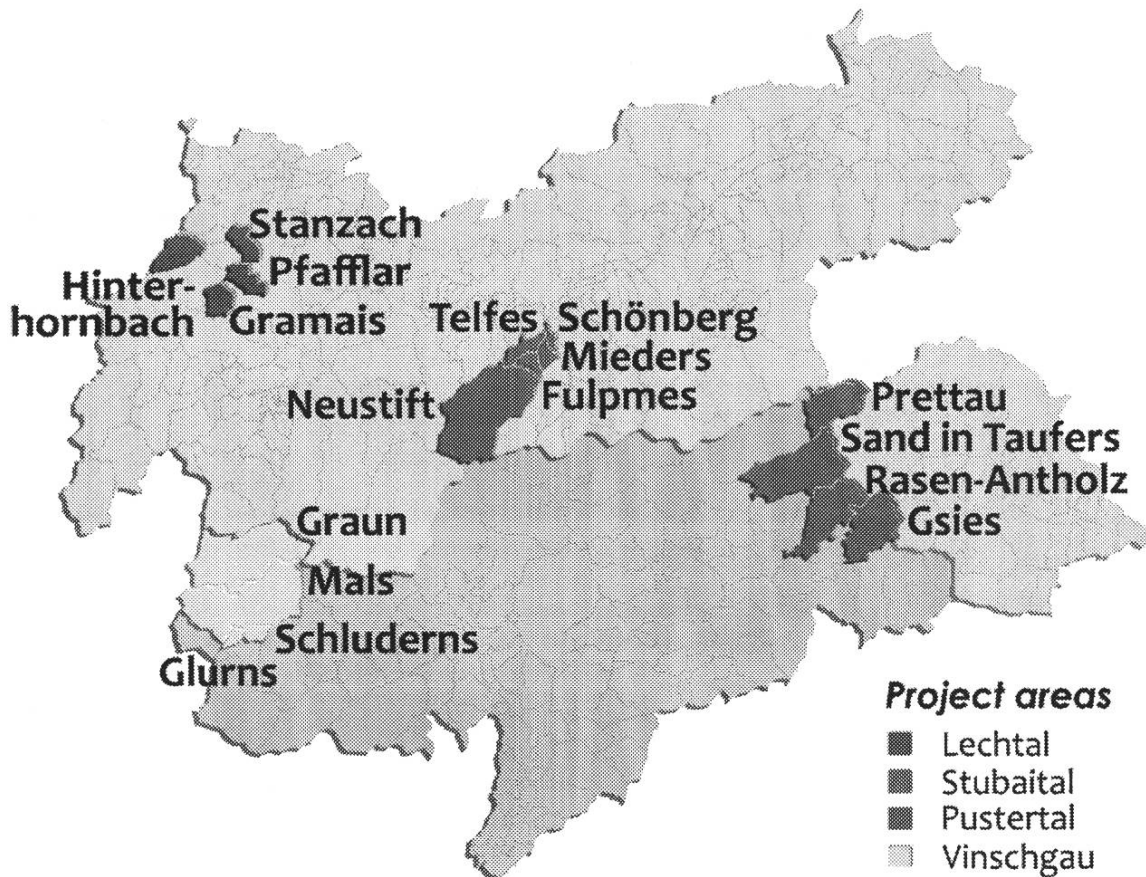 Stanzach
Hinter-
hornbach
Pfafflar
Gramais
Telfes
Schönberg
Mieders
Neustift
Fulpmes
Prettau
Sand in Taufers
Rasen-Antholz
Gsies
Graun
Mals
Schluderns
Glurns
Project areas
Lechtal
Stubaital
Pustertal
Vinschgau